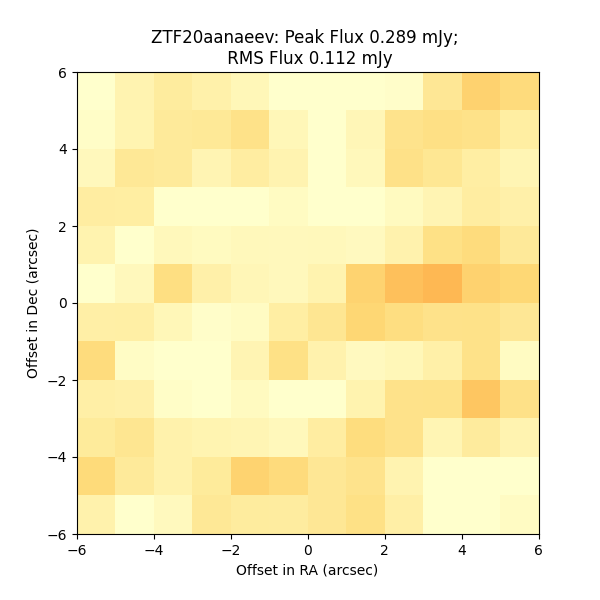 ZTF20aanaeev: Peak Flux 0.289 mJy;
RMS Flux 0.112 mJy
6
4
2
0
−2
−4
−6
Offset in Dec (arcsec)
−6 −4 −2 0 2 4 6
Offset in RA (arcsec)